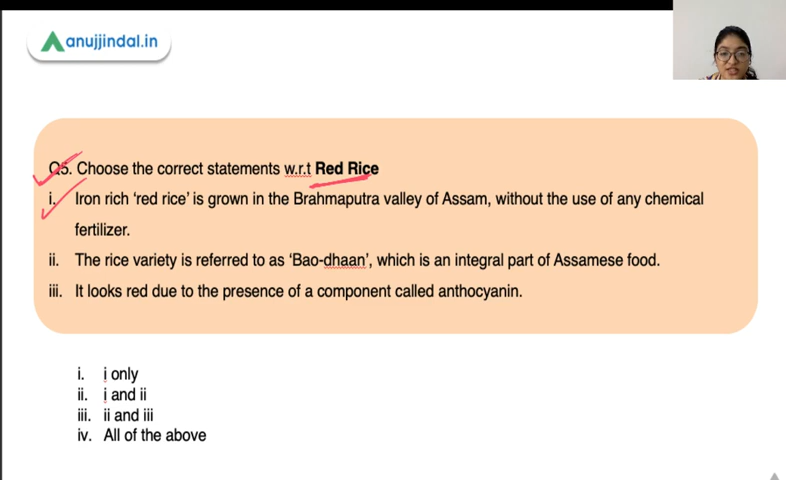 anujjindal.in
Q5. Choose the correct statements w.r.t Red Rice
i. Iron rich ‘red rice’ is grown in the Brahmaputra valley of Assam, without the use of any chemical
fertilizer.
ii. The rice variety is referred to as ‘Bao-dhaan’, which is an integral part of Assamese food.
iii. It looks red due to the presence of a component called anthocyanin.
i. i only
ii. i and ii
iii. ii and iii
iv. All of the above